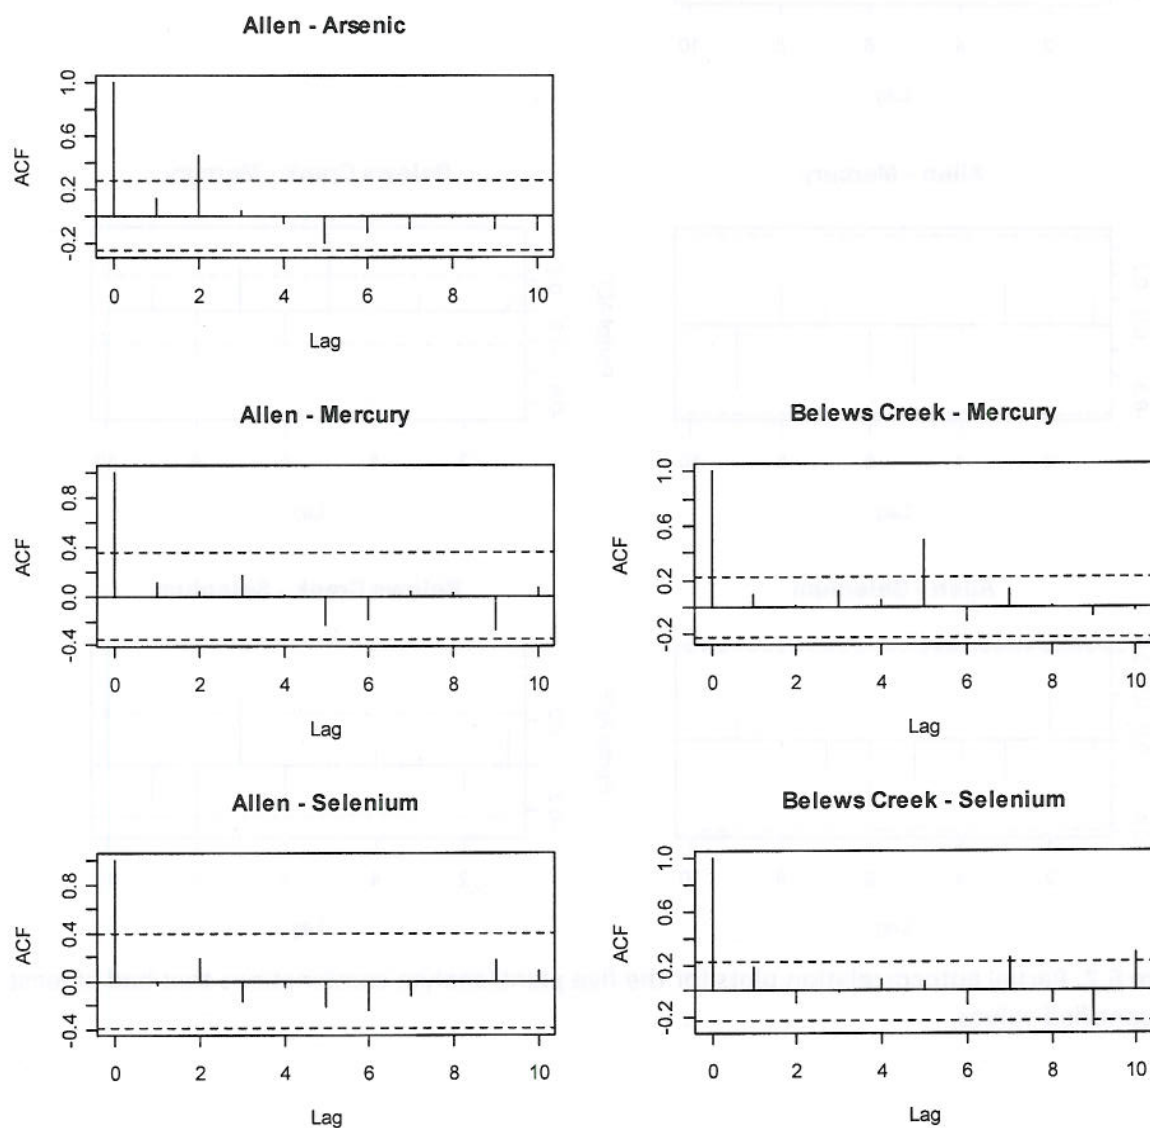 Allen - Arsenic
ACF
1.0
0.6
0.2
-0.2
0 2 4 6 8 10
Lag
Allen - Mercury
ACF
0.8
0.4
0.0
-0.4
0 2 4 6 8 10
Lag
Belews Creek - Mercury
ACF
1.0
0.6
0.2
-0.2
0 2 4 6 8 10
Lag
Allen - Selenium
ACF
0.8
0.4
0.0
-0.4
0 2 4 6 8 10
Lag
Belews Creek - Selenium
ACF
1.0
0.6
0.2
-0.2
0 2 4 6 8 10
Lag